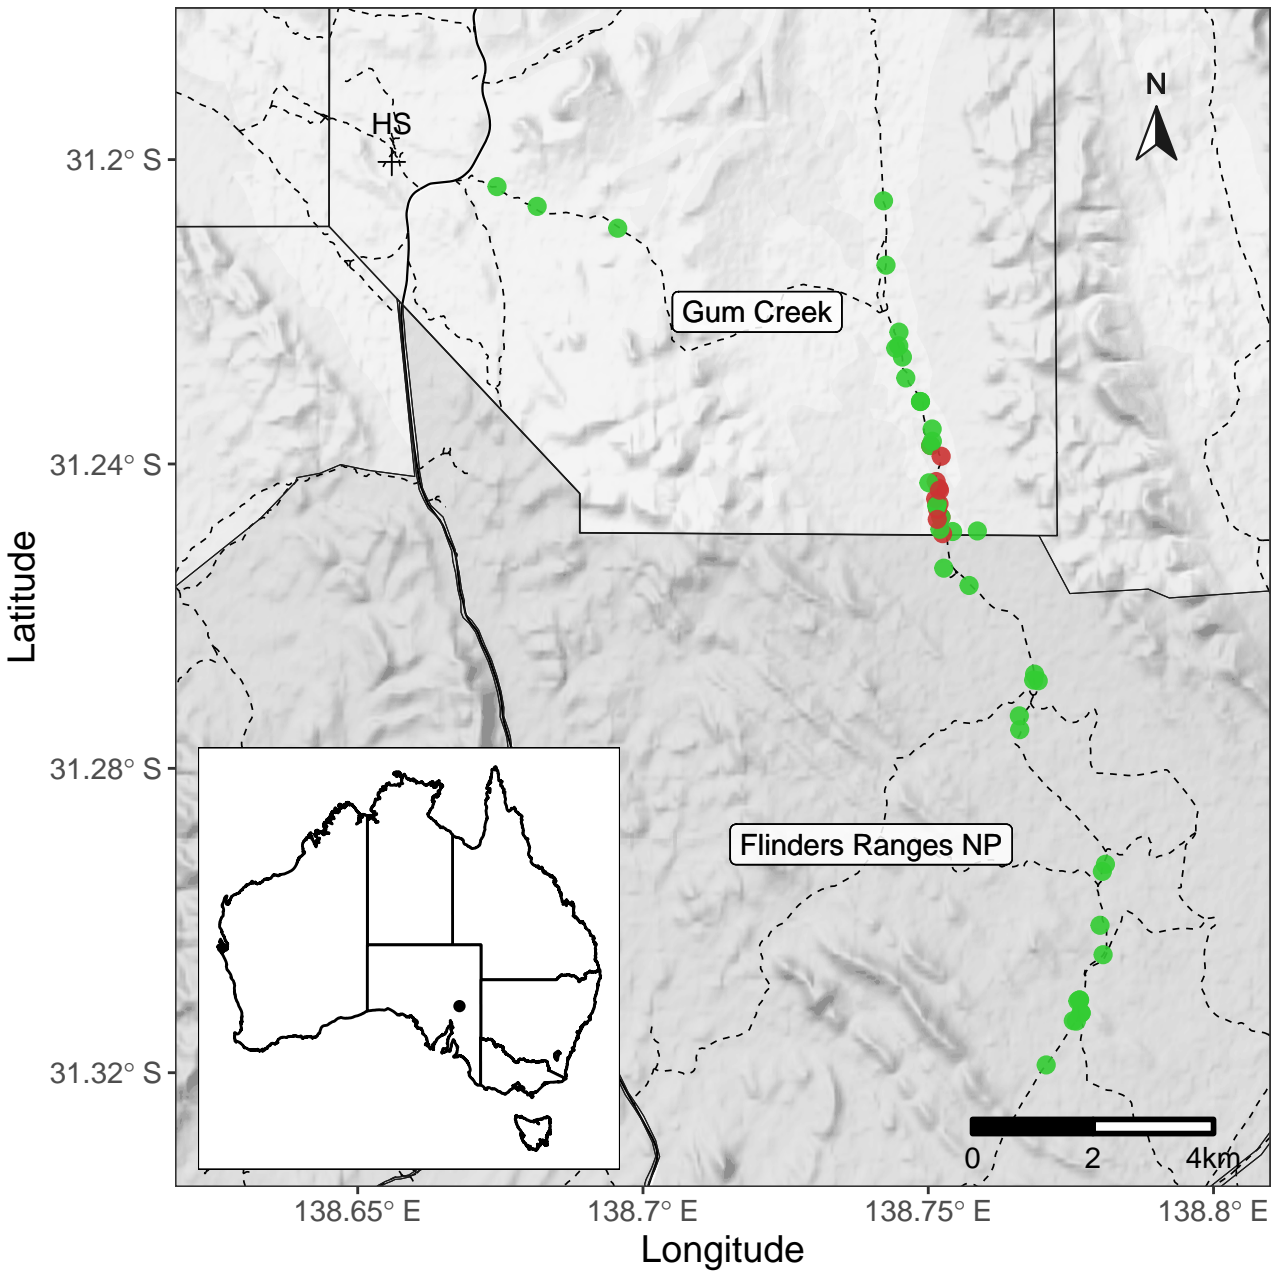 N
HS
31.2° S
Gum Creek
31.24° S
Latitude
31.28° S
Flinders Ranges NP
31.32° S
0 2 4km
138.65° E 138.7° E 138.75° E 138.8° E
Longitude